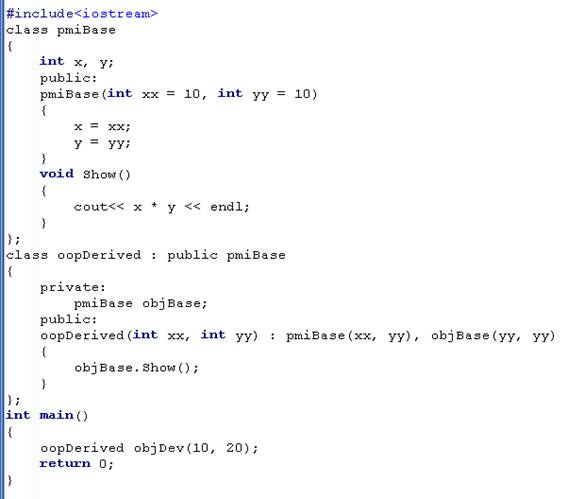 #include<iostream>
class pmiBase
{
int x, y;
public:
pmiBase(int xx = 10, int yy = 10)
{
x = xx;
y = yy;
}
void Show()
{
cout<< x * y << endl;
}
};
class oopDerived : public pmiBase
{
private:
pmiBase objBase;
public:
oopDerived(int xx, int yy) : pmiBase(xx, yy), objBase(yy, yy)
{
objBase.Show();
}
};
int main()
{
oopDerived objDev(10, 20);
return 0;
}